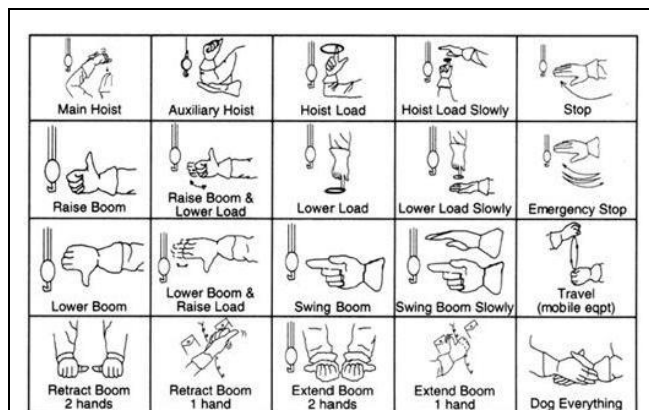 Main Hoist
Auxiliary Hoist
Hoist Load
Hoist Load Slowly
Stop
Raise Boom
Raise Boom &
Lower Load
Lower Load
Lower Load Slowly
Emergency Stop
Lower Boom
Lower Boom &
Raise Load
Swing Boom
Swing Boom Slowly
Travel
(mobile eqpt)
Retract Boom
2 hands
Retract Boom
1 hand
Extend Boom
2 hands
Extend Boom
1 hand
Dog Everything